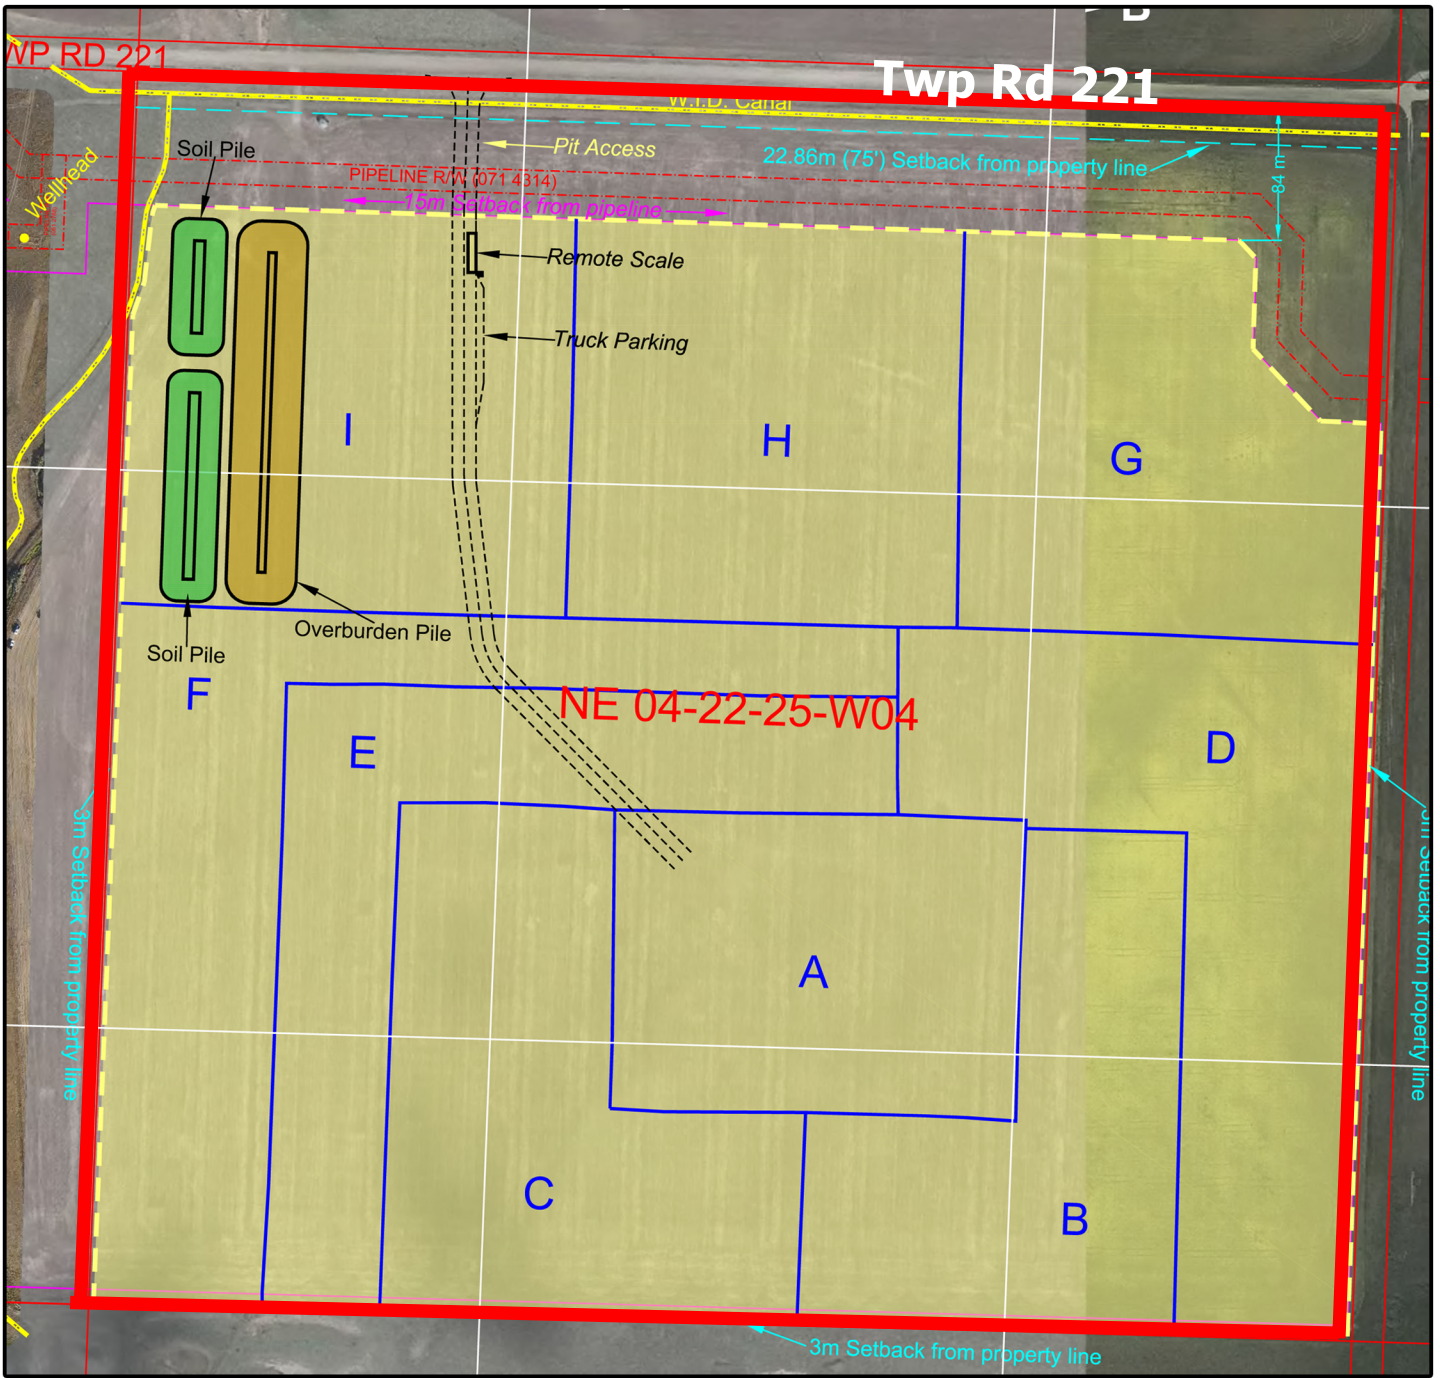 B
WP RD 221
Twp Rd 221
W.I.D. Canal
Soil Pile
Pit Access
22.86m (75') Setback from property line
84 m
Wellhead
PIPELINE R/W (071 4314)
15m Setback from pipeline
Remote Scale
Truck Parking
I
H
G
Overburden Pile
Soil Pile
F
NE 04-22-25-W04
E
D
3m Setback from property line
3m Setback from property line
A
C
B
3m Setback from property line